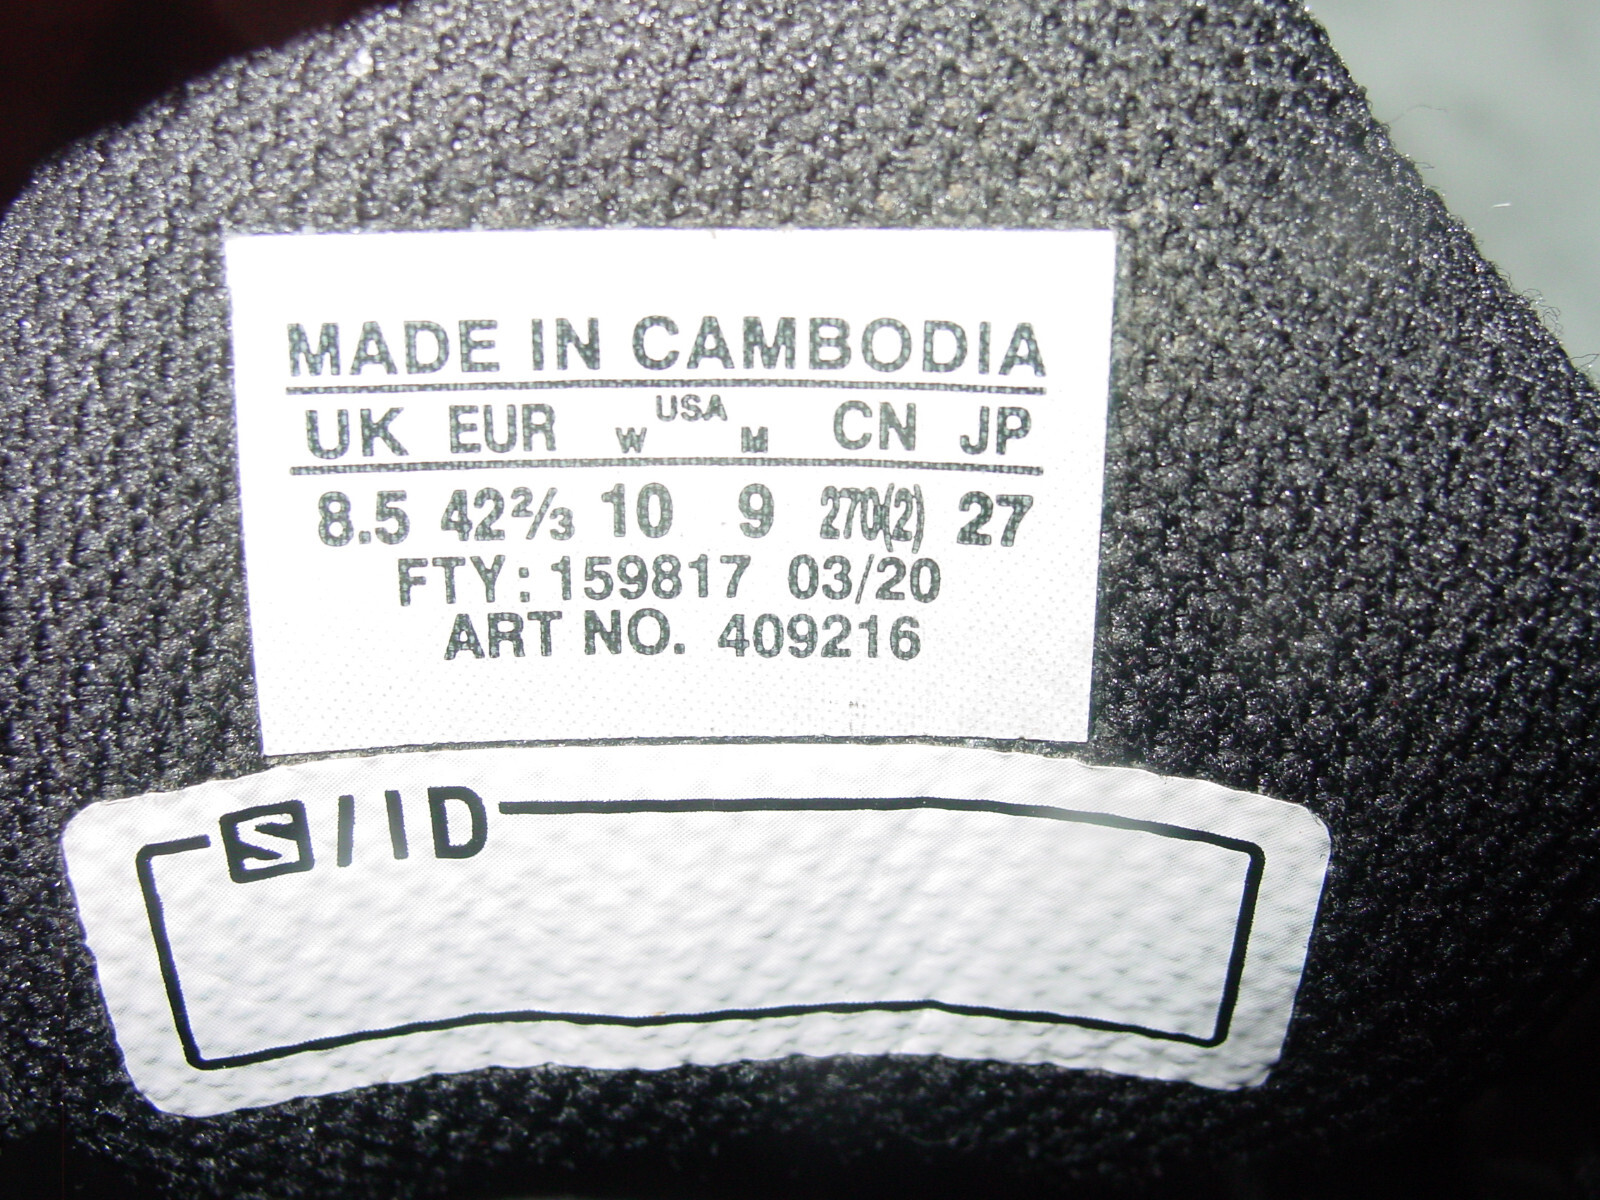 MADE IN CAMBODIA
UK EUR W USA M CN JP
8.5 42⅔ 10 9 270(2) 27
FTY: 159817 03/20
ART NO. 409216
S/ID